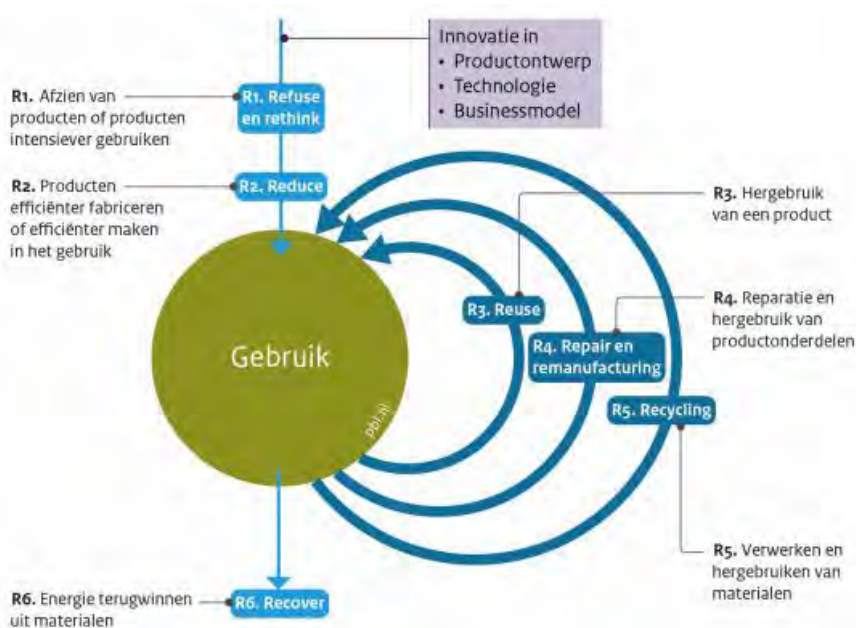 Innovatie in
• Productontwerp
• Technologie
• Businessmodel
R1. Afzien van
producten of producten
intensiever gebruiken
R1. Refuse
en rethink
R2. Producten
efficiënter fabriceren
of efficiënter maken
in het gebruik
R2. Reduce
R3. Hergebruik
van een product
R3. Reuse
R4. Reparatie en
hergebruik van
productonderdelen
R4. Repair en
remanufacturing
Gebruik
pbl.nl
R5. Recycling
R5. Verwerken en
hergebruiken van
materialen
R6. Energie terugwinnen
uit materialen
R6. Recover